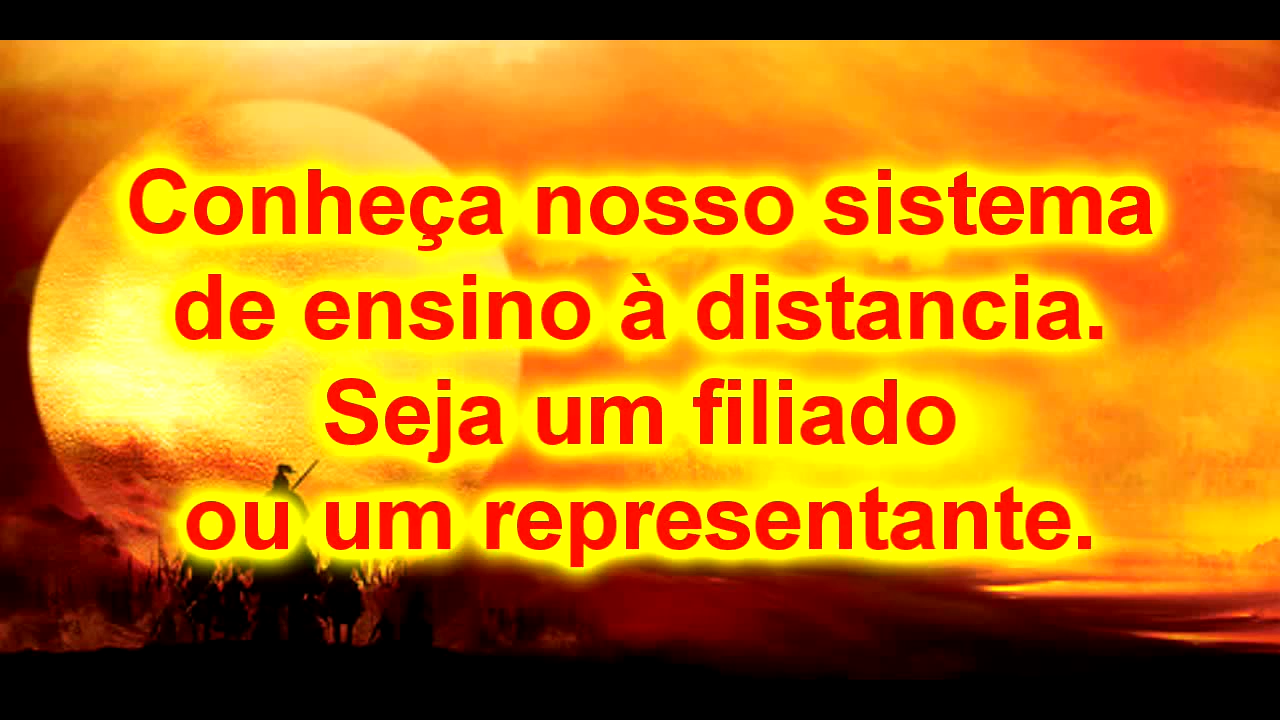 Conheça nosso sistema
de ensino à distancia.
Seja um filiado
ou um representante.